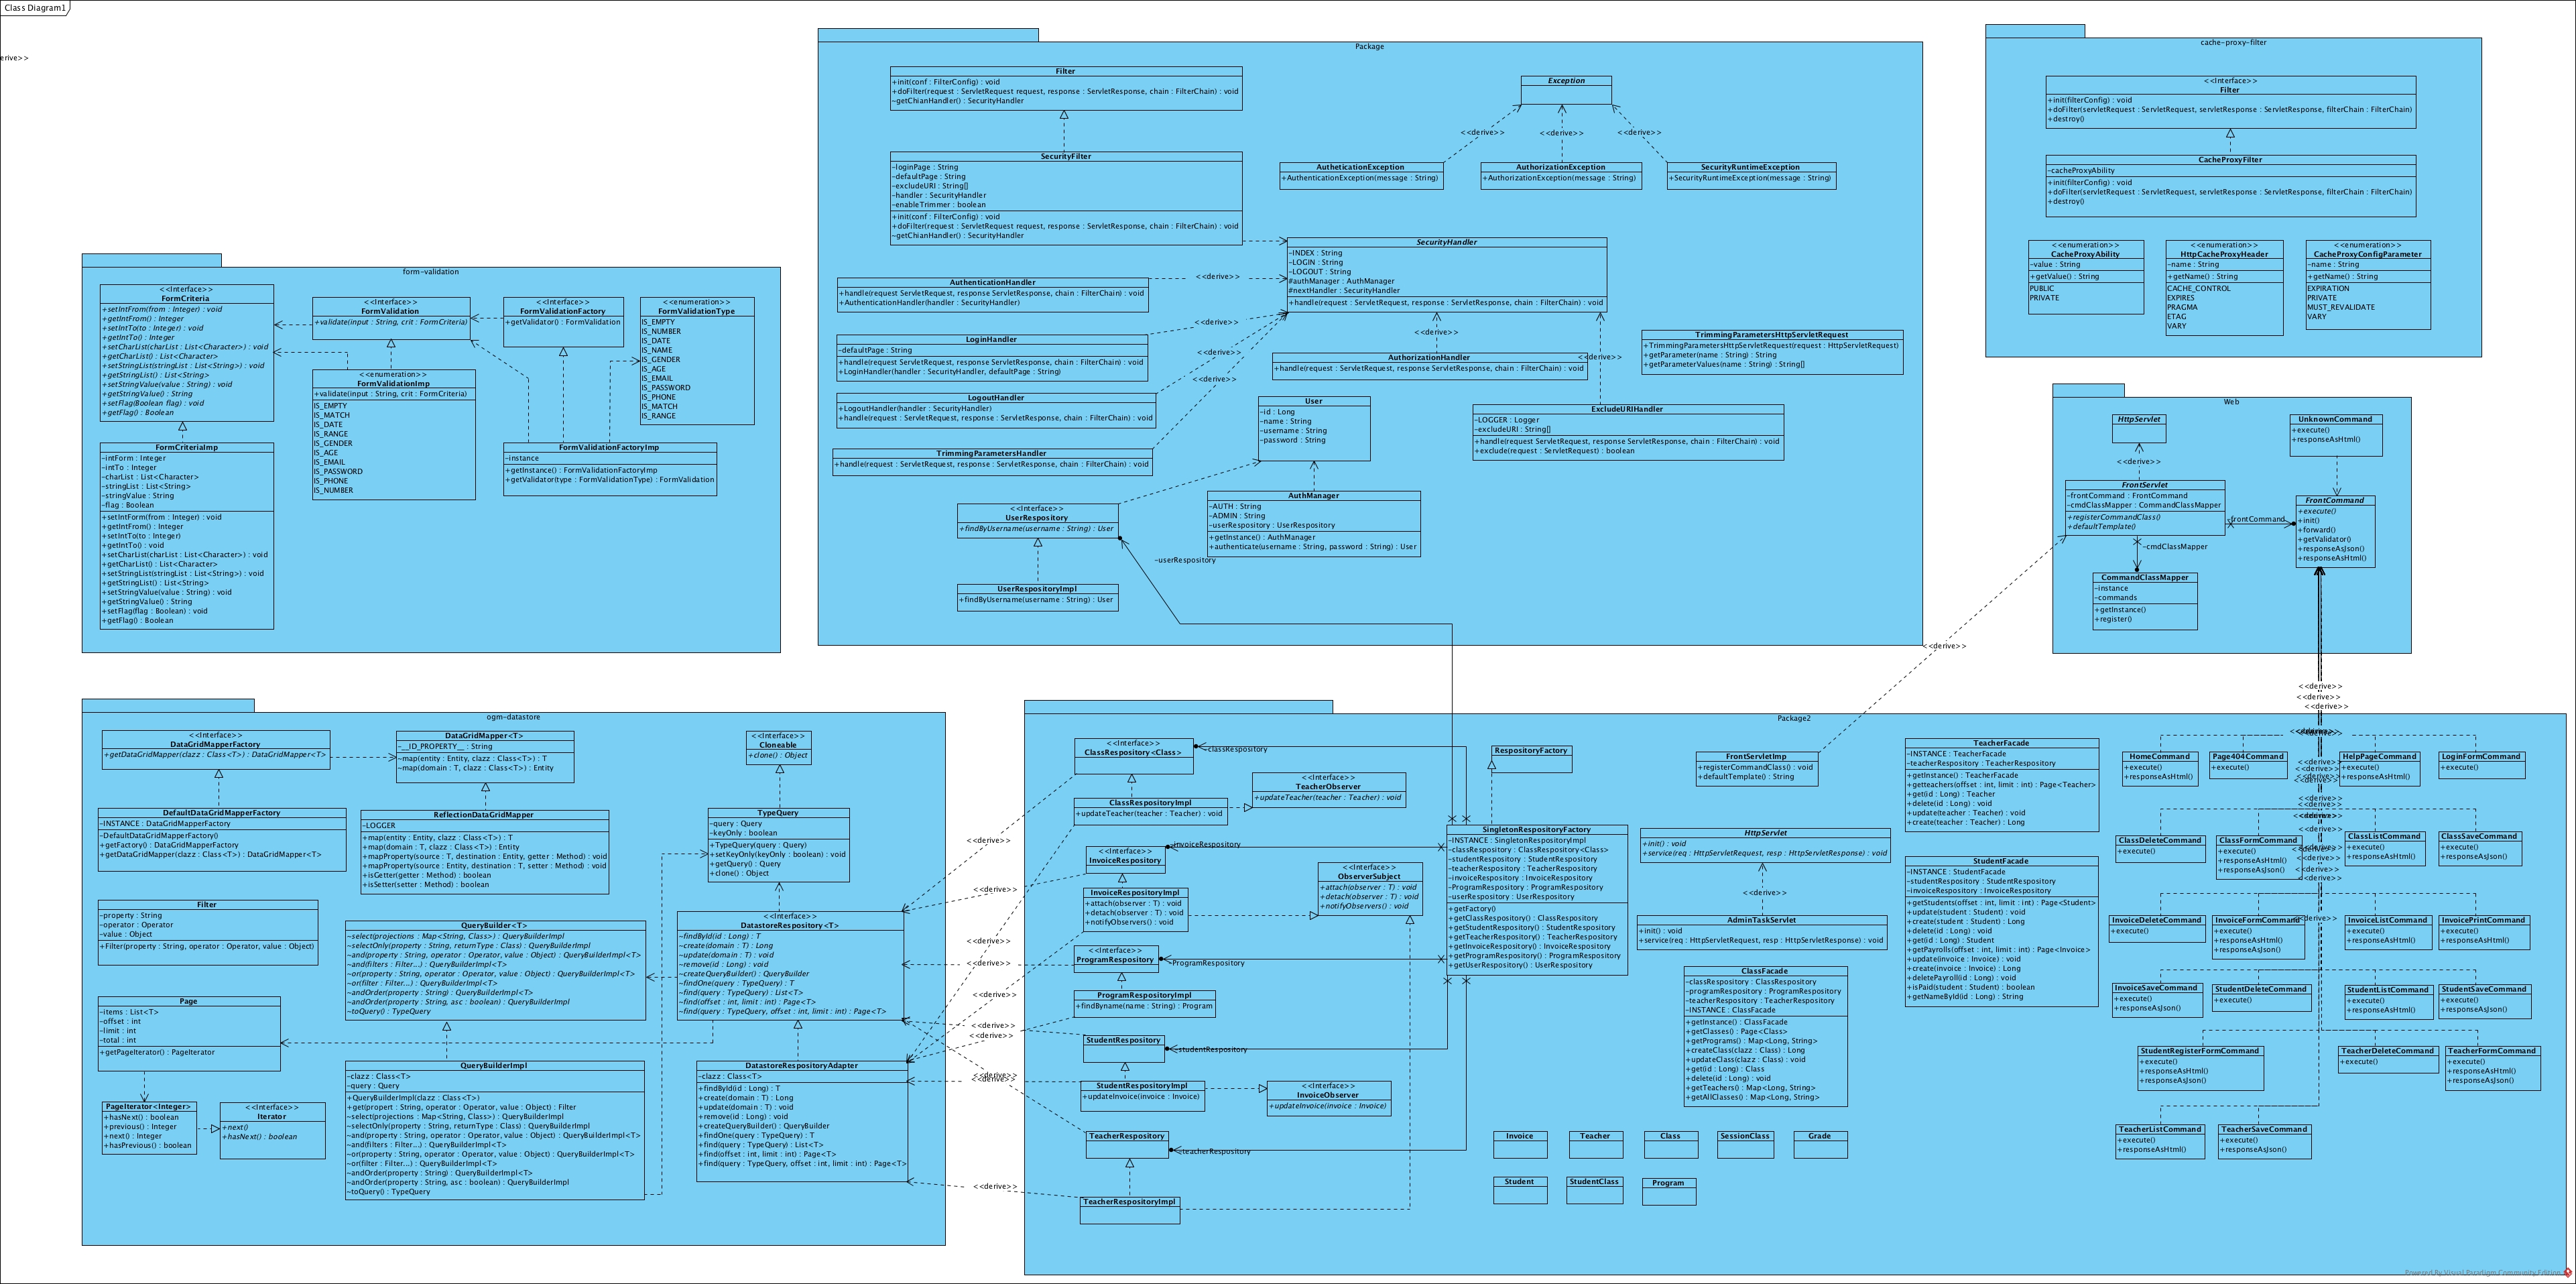 Class Diagram1
erive>>
Package
Filter
+init(conf : FilterConfig) : void
+doFilter(request : ServletRequest request, response : ServletResponse, chain : FilterChain) : void
~getChianHandler() : SecurityHandler
SecurityFilter
-loginPage : String
-defaultPage : String
-excludeURI : String[]
-handler : SecurityHandler
-enableTrimmer : boolean
+init(conf : FilterConfig) : void
+doFilter(request : ServletRequest request, response : ServletResponse, chain : FilterChain) : void
~getChianHandler() : SecurityHandler
Exception
<<derive>>
<<derive>>
<<derive>>
AutheticationException
+AuthenticationException(message : String)
AuthorizationException
+AuthorizationException(message : String)
SecurityRuntimeException
+SecurityRuntimeException(message : String)
SecurityHandler
-INDEX : String
-LOGIN : String
-LOGOUT : String
#authManager : AuthManager
#nextHandler : SecurityHandler
+handle(request : ServletRequest, response : ServletResponse, chain : FilterChain) : void
AuthenticationHandler
+handle(request ServletRequest, response ServletResponse, chain : FilterChain) : void
+AuthenticationHandler(handler : SecurityHandler)
<<derive>>
LoginHandler
-defaultPage : String
+handle(request ServletRequest, response ServletResponse, chain : FilterChain) : void
+LoginHandler(handler : SecurityHandler, defaultPage : String)
<<derive>>
<<derive>>
<<derive>>
LogoutHandler
+LogoutHandler(handler : SecurityHandler)
+handle(request : ServletRequest, response : ServletResponse, chain : FilterChain) : void
TrimmingParametersHandler
+handle(request : ServletRequest, response : ServletResponse, chain : FilterChain) : void
<<derive>>
AuthorizationHandler
+handle(request : ServletRequest, response ServletResponse, chain : FilterChain) : void
<<derive>>
TrimmingParametersHttpServletRequest
+TrimmingParametersHttpServletRequest(request : HttpServletRequest)
+getParameter(name : String) : String
+getParameterValues(name : String) : String[]
User
-id : Long
-name : String
-username : String
-password : String
ExcludeURIHandler
-LOGGER : Logger
-excludeURI : String[]
+handle(request ServletRequest, response ServletResponse, chain : FilterChain) : void
+exclude(request : ServletRequest) : boolean
<<Interface>>
UserRespository
+findByUsername(username : String) : User
AuthManager
-AUTH : String
-ADMIN : String
-userRespository : UserRespository
+getInstance() : AuthManager
+authenticate(username : String, password : String) : User
-userRespository
UserRespositoryImpl
+findByUsername(username : String) : User
cache-proxy-filter
<<Interface>>
Filter
+init(filterConfig) : void
+doFilter(servletRequest : ServletRequest, servletResponse : ServletResponse, filterChain : FilterChain)
+destroy()
CacheProxyFilter
-cacheProxyAbility
+init(filterConfig) : void
+doFilter(servletRequest : ServletRequest, servletResponse : ServletResponse, filterChain : FilterChain)
+destroy()
<<enumeration>>
CacheProxyAbility
-value : String
+getValue() : String
PUBLIC
PRIVATE
<<enumeration>>
HttpCacheProxyHeader
-name : String
+getName() : String
CACHE_CONTROL
EXPIRES
PRAGMA
ETAG
VARY
<<enumeration>>
CacheProxyConfigParameter
-name : String
+getName() : String
EXPIRATION
PRIVATE
MUST_REVALIDATE
VARY
form-validation
<<Interface>>
FormCriteria
+setIntFrom(from : Integer) : void
+getIntFrom() : Integer
+setIntTo(to : Integer) : void
+getIntTo() : Integer
+setCharList(charList : List<Character>) : void
+getCharList() : List<Character>
+setStringList(stringList : List<String>) : void
+getStringList() : List<String>
+setStringValue(value : String) : void
+getStringValue() : String
+setFlag(Boolean flag) : void
+getFlag() : Boolean
<<Interface>>
FormValidation
+validate(input : String, crit : FormCriteria)
<<Interface>>
FormValidationFactory
+getValidator() : FormValidation
<<enumeration>>
FormValidationType
IS_EMPTY
IS_NUMBER
IS_DATE
IS_NAME
IS_GENDER
IS_AGE
IS_EMAIL
IS_PASSWORD
IS_PHONE
IS_MATCH
IS_RANGE
<<enumeration>>
FormValidationImp
+validate(input : String, crit : FormCriteria)
IS_EMPTY
IS_MATCH
IS_DATE
IS_RANGE
IS_GENDER
IS_AGE
IS_EMAIL
IS_PASSWORD
IS_PHONE
IS_NUMBER
FormCriteriaImp
-intForm : Integer
-intTo : Integer
-charList : List<Character>
-stringList : List<String>
-stringValue : String
-flag : Boolean
+setIntForm(from : Integer) : void
+getIntFrom() : Integer
+setIntTo(to : Integer)
+getIntTo() : void
+setCharList(charList : List<Character>) : void
+getCharList() : List<Character>
+setStringList(stringList : List<String>) : void
+getStringList() : List<String>
+setStringValue(value : String) : void
+getStringValue() : String
+setFlag(flag : Boolean) : void
+getFlag() : Boolean
FormValidationFactoryImp
-instance
+getInstance() : FormValidationFactoryImp
+getValidator(type : FormValidationType) : FormValidation
Web
HttpServlet
<<derive>>
FrontServlet
-frontCommand : FrontCommand
-cmdClassMapper : CommandClassMapper
+registerCommandClass()
+defaultTemplate()
UnknownCommand
+execute()
+responseAsHtml()
FrontCommand
+execute()
+init()
+forward()
+getValidator()
+responseAsJson()
+responseAsHtml()
-cmdClassMapper
CommandClassMapper
-instance
-commands
+getInstance()
+register()
<<derive>>
ogm-datastore
<<Interface>>
DataGridMapperFactory
+getDataGridMapper(clazz : Class<T>) : DataGridMapper<T>
DataGridMapper<T>
-__ID_PROPERTY__ : String
~map(entity : Entity, clazz : Class<T>) : T
~map(domain : T, clazz : Class<T>) : Entity
<<Interface>>
Cloneable
+clone() : Object
DefaultDataGridMapperFactory
-INSTANCE : DataGridMapperFactory
-DefaultDataGridMapperFactory()
+getFactory() : DataGridMapperFactory
+getDataGridMapper(clazz : Class<T>) : DataGridMapper<T>
ReflectionDataGridMapper
-LOGGER
+map(entity : Entity, clazz : Class<T>) : T
+map(domain : T, clazz : Class<T>) : Entity
+mapProperty(source : T, destination : Entity, getter : Method) : void
+mapProperty(source : Entity, destination : T, setter : Method) : void
+isGetter(getter : Method) : boolean
+isSetter(setter : Method) : boolean
TypeQuery
-query : Query
-keyOnly : boolean
+TypeQuery(query : Query)
+setKeyOnly(keyOnly : boolean) : void
+getQuery() : Query
+clone() : Object
Filter
-property : String
-operator : Operator
-value : Object
+Filter(property : String, operator : Operator, value : Object)
QueryBuilder<T>
~select(projections : Map<String, Class>) : QueryBuilderImpl
~selectOnly(property : String, returnType : Class) : QueryBuilderImpl
~and(property : String, operator : Operator, value : Object) : QueryBuilderImpl<T>
~and(filters : Filter...) : QueryBuilderImpl<T>
~or(property : String, operator : Operator, value : Object) : QueryBuilderImpl<T>
~or(filter : Filter...) : QueryBuilderImpl<T>
~andOrder(property : String) : QueryBuilderImpl<T>
~andOrder(property : String, asc : boolean) : QueryBuilderImpl
~toQuery() : TypeQuery
<<Interface>>
DatastoreRespository<T>
~findById(id : Long) : T
~create(domain : T) : Long
~update(domain : T) : void
~remove(id : Long) : void
~createQueryBuilder() : QueryBuilder
~findOne(query : TypeQuery) : T
~find(query : TypeQuery) : List<T>
~find(offset : int, limit : int) : Page<T>
~find(query : TypeQuery, offset : int, limit : int) : Page<T>
Page
-items : List<T>
-offset : int
-limit : int
-total : int
+getPageIterator() : PageIterator
QueryBuilderImpl
-clazz : Class<T>
-query : Query
+QueryBuilderImpl(clazz : Class<T>)
+get(propert : String, operator : Operator, value : Object) : Filter
~select(projections : Map<String, Class>) : QueryBuilderImpl
~selectOnly(property : String, returnType : Class) : QueryBuilderImpl
~and(property : String, operator : Operator, value : Object) : QueryBuilderImpl<T>
~and(filters : Filter...) : QueryBuilderImpl<T>
~or(property : String, operator : Operator, value : Object) : QueryBuilderImpl<T>
~or(filter : Filter...) : QueryBuilderImpl<T>
~andOrder(property : String) : QueryBuilderImpl<T>
~andOrder(property : String, asc : boolean) : QueryBuilderImpl
~toQuery() : TypeQuery
DatastoreRespositoryAdapter
-clazz : Class<T>
+findById(id : Long) : T
+create(domain : T) : Long
+update(domain : T) : void
+remove(id : Long) : void
+createQueryBuilder() : QueryBuilder
+findOne(query : TypeQuery) : T
+find(query : TypeQuery) : List<T>
+find(offset : int, limit : int) : Page<T>
+find(query : TypeQuery, offset : int, limit : int) : Page<T>
PageIterator<Integer>
+hasNext() : boolean
+previous() : Integer
+next() : Integer
+hasPrevious() : boolean
<<Interface>>
Iterator
+next()
+hasNext() : boolean
<<derive>>
<<derive>>
<<derive>>
<<derive>>
<<derive>>
<<derive>>
<<derive>>
Package2
<<Interface>>
ClassRespository<Class>
-classRespository
ClassRespositoryImpl
+updateTeacher(teacher : Teacher) : void
<<Interface>>
TeacherObserver
+updateTeacher(teacher : Teacher) : void
<<Interface>>
InvoiceRespository
-invoiceRespository
InvoiceRespositoryImpl
+attach(observer : T) : void
+detach(observer : T) : void
+notifyObservers() : void
<<Interface>>
ObserverSubject
+attach(observer : T) : void
+detach(observer : T) : void
+notifyObservers() : void
<<Interface>>
ProgramRespository
-ProgramRespository
ProgramRespositoryImpl
+findByname(name : String) : Program
StudentRespository
-studentRespository
StudentRespositoryImpl
+updateInvoice(invoice : Invoice)
<<Interface>>
InvoiceObserver
+updateInvoice(invoice : Invoice)
TeacherRespository
-teacherRespository
TeacherRespositoryImpl
RespositoryFactory
SingletonRespositoryFactory
-INSTANCE : SingletonRespositoryImpl
-classRespository : ClassRespository<Class>
-studentRespository : StudentRespository
-teacherRespository : TeacherRespository
-invoiceRespository : InvoiceRespository
-ProgramRespository : ProgramRespository
-userRespository : UserRespository
+getFactory()
+getClassRespository() : ClassRespository
+getStudentRespository() : StudentRespository
+getTeacherRespository() : TeacherRespository
+getInvoiceRespository() : InvoiceRespository
+getProgramRespository() : ProgramRespository
+getUserRespository() : UserRespository
FrontServletImp
+registerCommandClass() : void
+defaultTemplate() : String
HttpServlet
+init() : void
+service(req : HttpServletRequest, resp : HttpServletResponse) : void
<<derive>>
AdminTaskServlet
+init() : void
+service(req : HttpServletRequest, resp : HttpServletResponse) : void
ClassFacade
-classRespository : ClassRespository
-programRespository : ProgramRespository
-teacherRespository : TeacherRespository
-INSTANCE : ClassFacade
+getInstance() : ClassFacade
+getClasses() : Page<Class>
+getPrograms() : Map<Long, String>
+createClass(clazz : Class) : Long
+updateClass(clazz : Class) : void
+get(id : Long) : Class
+delete(id : Long) : void
+getTeachers() : Map<Long, String>
+getAllClasses() : Map<Long, String>
TeacherFacade
-INSTANCE : TeacherFacade
-teacherRespository : TeacherRespository
+getInstance() : TeacherFacade
+getteachers(offset : int, limit : int) : Page<Teacher>
+get(id : Long) : Teacher
+delete(id : Long) : void
+update(teacher : Teacher) : void
+create(teacher : Teacher) : Long
StudentFacade
-INSTANCE : StudentFacade
-studentRespository : StudentRespository
-invoiceRespository : InvoiceRespository
+getStudents(offset : int, limit : int) : Page<Student>
+update(student : Student) : void
+create(student : Student) : Long
+delete(id : Long) : void
+get(id : Long) : Student
+getPayrolls(offset : int, limit : int) : Page<Invoice>
+update(invoice : Invoice) : void
+create(invoice : Invoice) : Long
+deletePayroll(id : Long) : void
+isPaid(student : Student) : boolean
+getNameById(id : Long) : String
Invoice
Teacher
Class
SessionClass
Grade
Student
StudentClass
Program
<<derive>>
<<derive>>
<<derive>>
HomeCommand
+execute()
+responseAsHtml()
Page404Command
+execute()
HelpPageCommand
+execute()
+responseAsHtml()
LoginFormCommand
+execute()
ClassDeleteCommand
+execute()
ClassFormCommand
+execute()
+responseAsHtml()
+responseAsJson()
ClassListCommand
+execute()
+responseAsHtml()
ClassSaveCommand
+execute()
+responseAsJson()
InvoiceDeleteCommand
+execute()
InvoiceFormCommand
+execute()
+responseAsHtml()
+responseAsJson()
InvoiceListCommand
+execute()
+responseAsHtml()
InvoicePrintCommand
+execute()
+responseAsHtml()
InvoiceSaveCommand
+execute()
+responseAsJson()
StudentDeleteCommand
+execute()
StudentListCommand
+execute()
+responseAsHtml()
StudentSaveCommand
+execute()
+responseAsJson()
StudentRegisterFormCommand
+execute()
+responseAsHtml()
+responseAsJson()
TeacherDeleteCommand
+execute()
TeacherFormCommand
+execute()
+responseAsHtml()
+responseAsJson()
TeacherListCommand
+execute()
+responseAsHtml()
TeacherSaveCommand
+execute()
+responseAsJson()
Powered By Visual Paradigm Community Edition